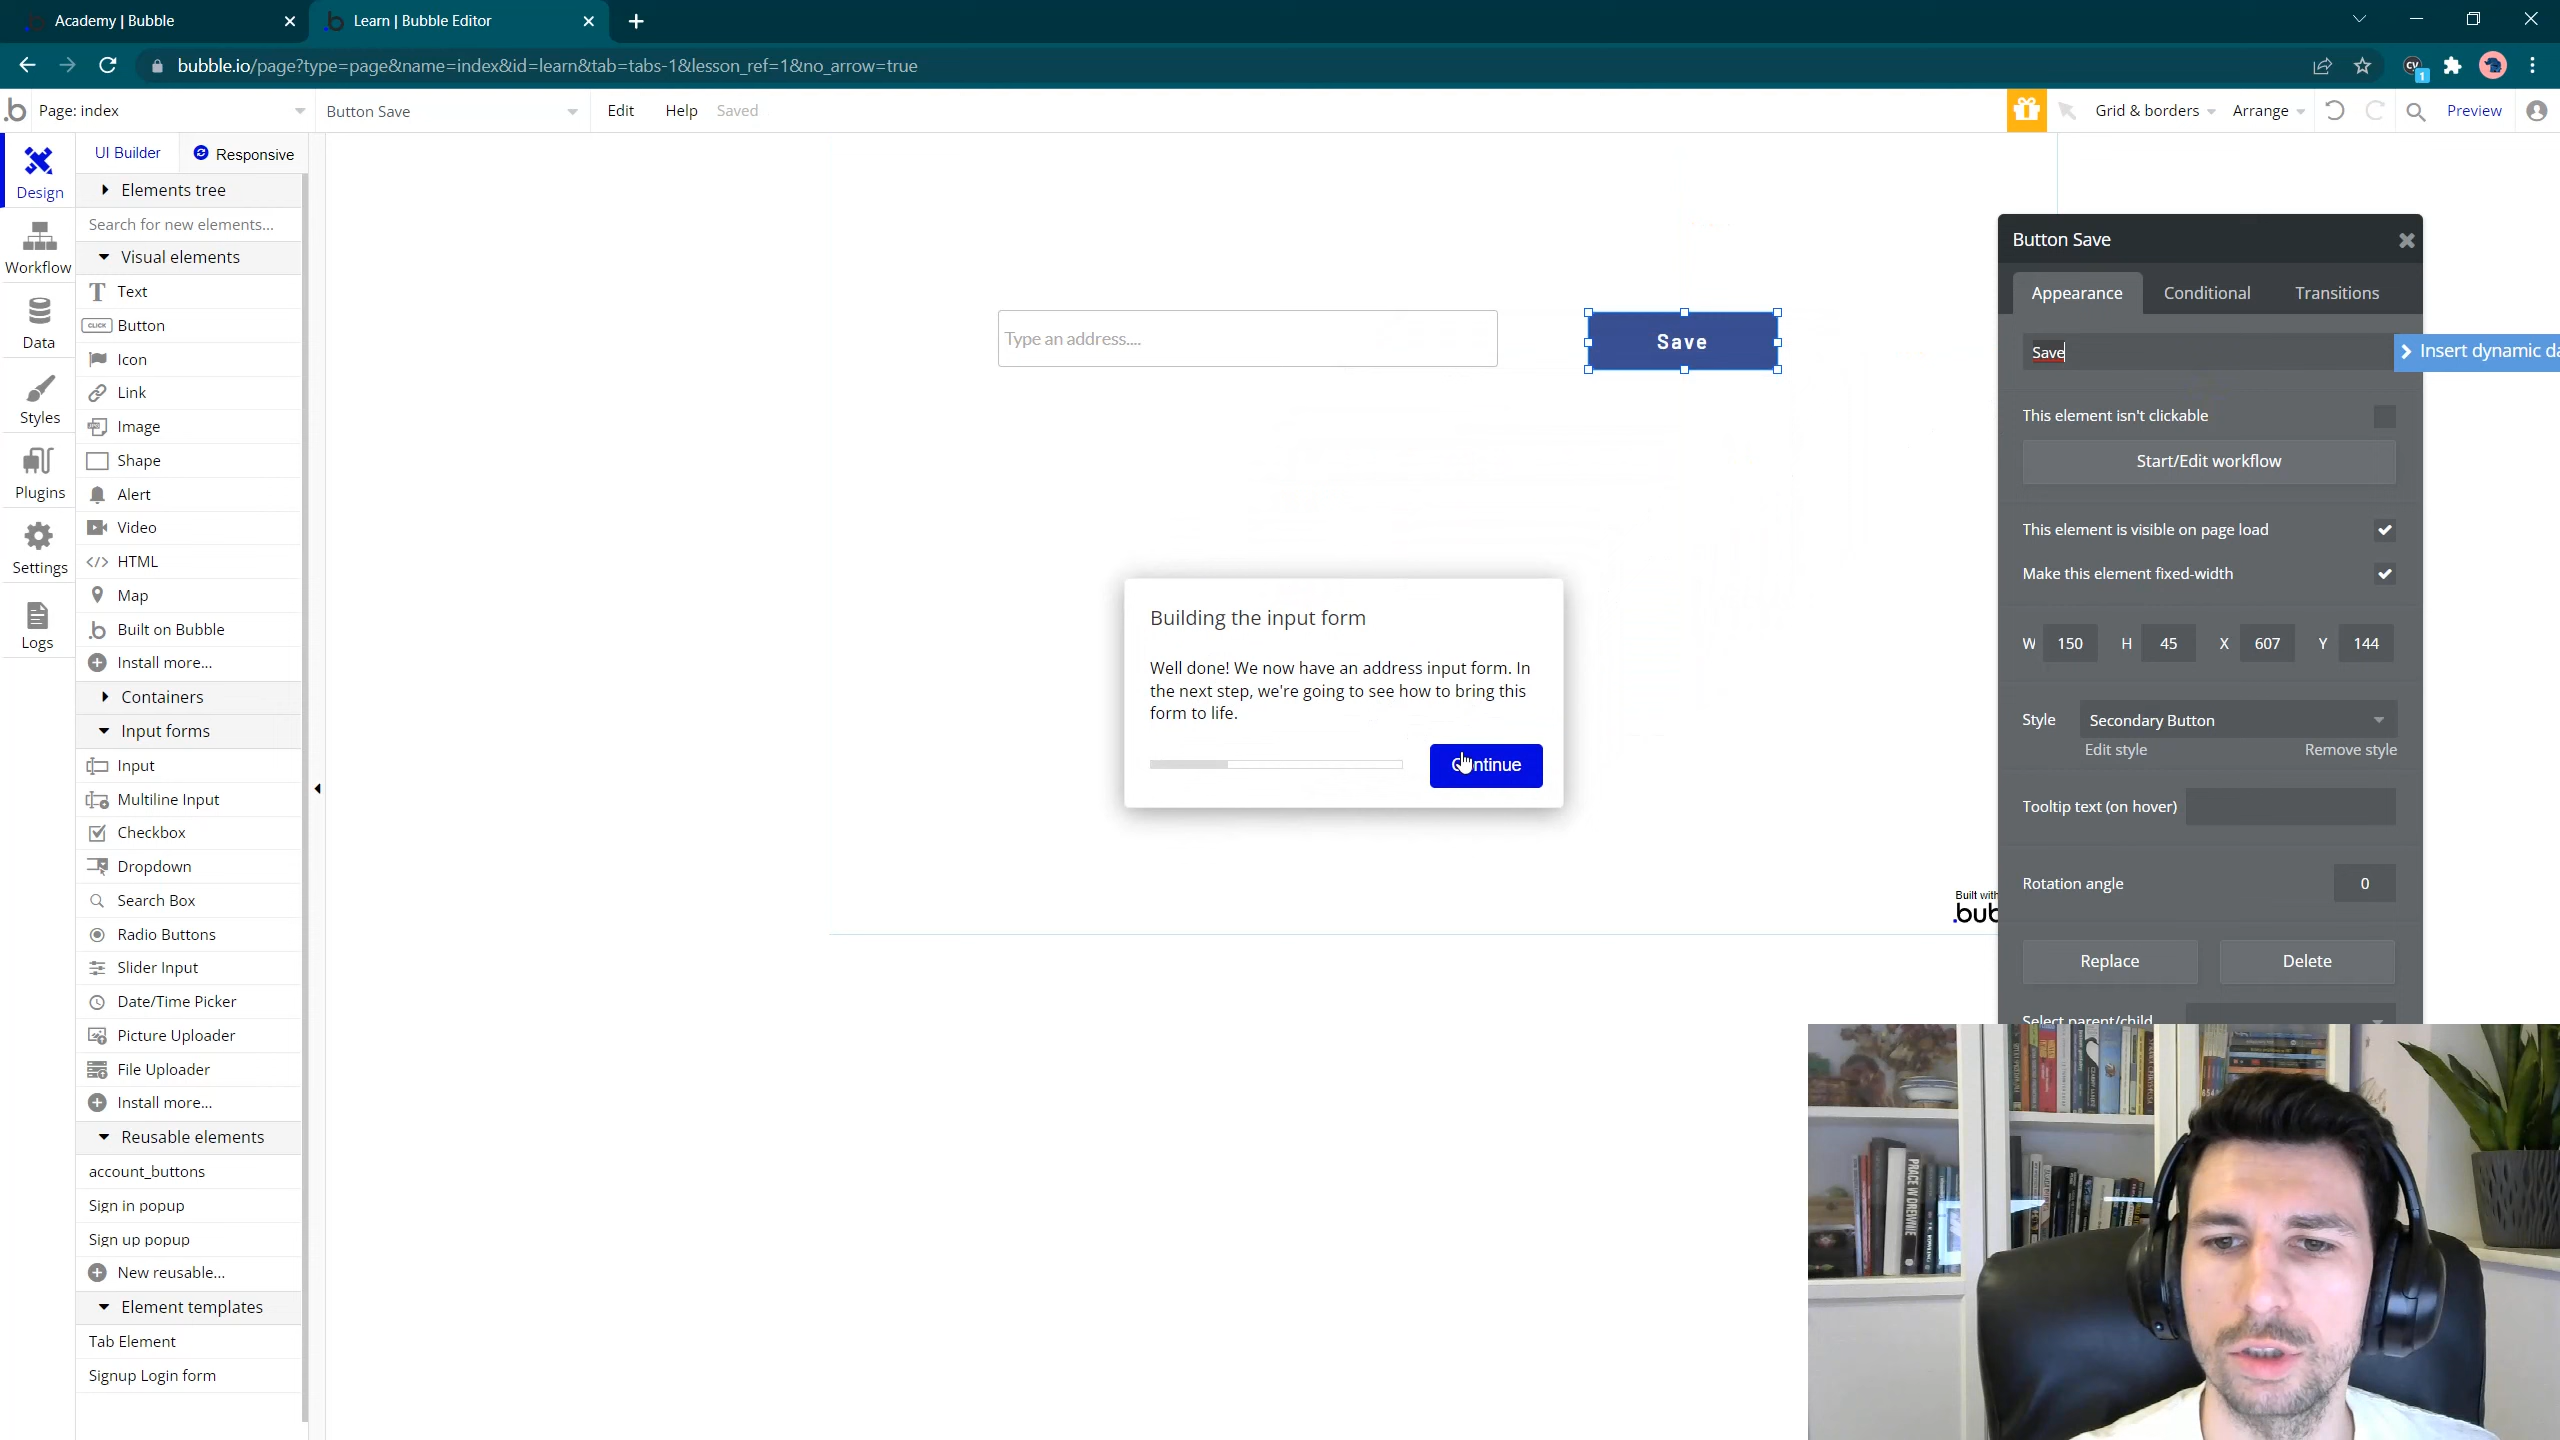 Academy | Bubble
Learn | Bubble Editor
bubble.io/page?type=page&name=index&id=learn&tab=tabs-1&lesson_ref=1&no_arrow=true
Page: index
Button Save
Edit
Help
Saved
Grid & borders
Arrange
Preview
Design
Workflow
Data
Styles
Plugins
Settings
Logs
UI Builder
Responsive
Elements tree
Search for new elements...
Visual elements
Text
CLICK Button
Icon
Link
Image
Shape
Alert
Video
HTML
Map
Built on Bubble
Install more...
Containers
Input forms
Input
Multiline Input
Checkbox
Dropdown
Search Box
Radio Buttons
Slider Input
Date/Time Picker
Picture Uploader
File Uploader
Install more...
Reusable elements
account_buttons
Sign in popup
Sign up popup
New reusable...
Element templates
Tab Element
Signup Login form
Type an address....
Save
Building the input form
Well done! We now have an address input form. In
the next step, we're going to see how to bring this
form to life.
Continue
Built with
.bub
Button Save
Appearance
Conditional
Transitions
Save
Insert dynamic da
This element isn't clickable
Start/Edit workflow
This element is visible on page load
Make this element fixed-width
W 150 H 45 X 607 Y 144
Style Secondary Button
Edit style
Remove style
Tooltip text (on hover)
Rotation angle 0
Replace
Delete
Select parent/child
PRACE W DREWNIE